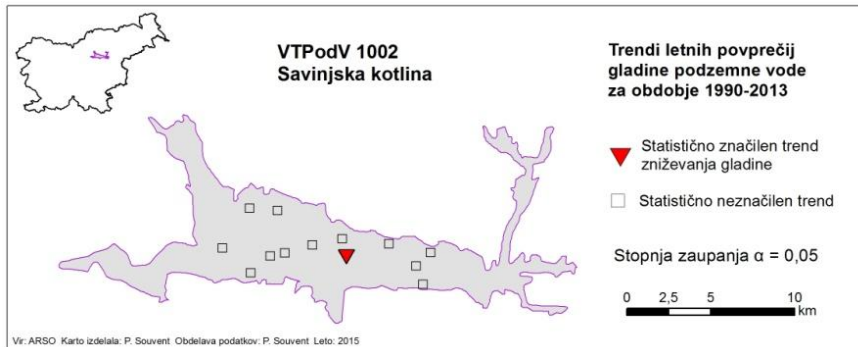 VTPodV 1002
Savinjska kotlina
Trendi letnih povprečij
gladine podzemne vode
za obdobje 1990-2013
Statistično značilen trend
zniževanja gladine
Statistično neznačilen trend
Stopnja zaupanja α = 0,05
0 2,5 5 10
km
Vir: ARSO Karto izdelala: P. Souvent Obdelava podatkov: P. Souvent Leto: 2015